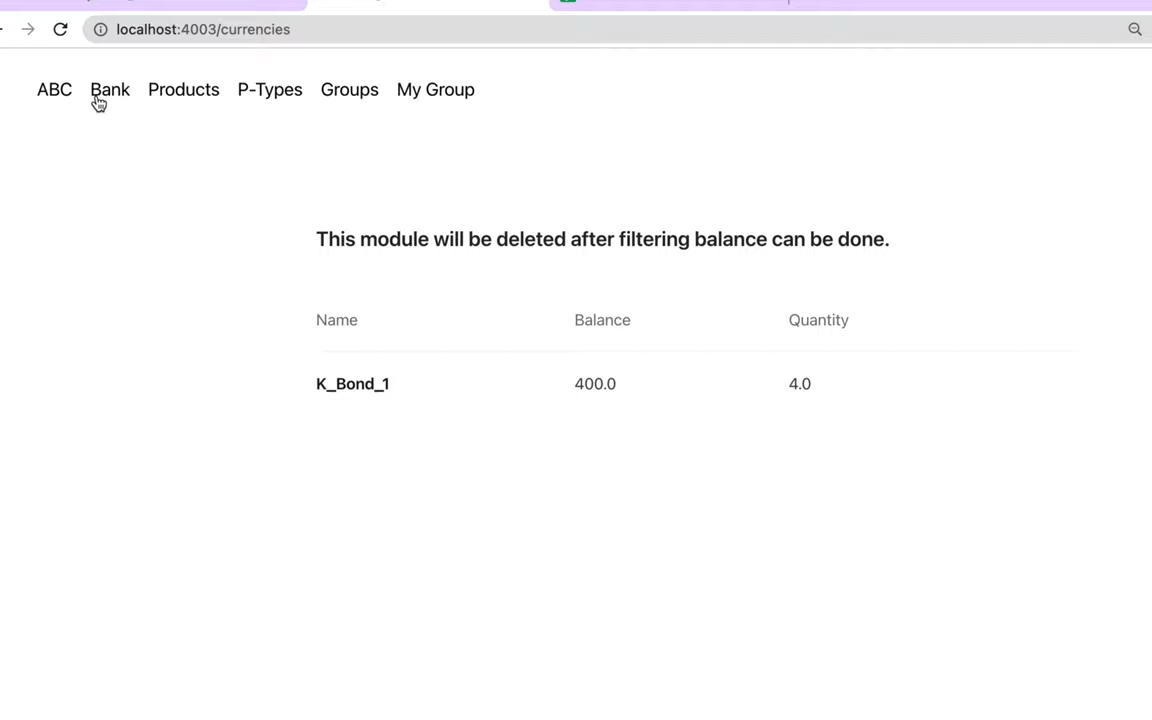 localhost:4003/currencies
ABC Bank Products P-Types Groups My Group
This module will be deleted after filtering balance can be done.
Name Balance Quantity
K_Bond_1 400.0 4.0